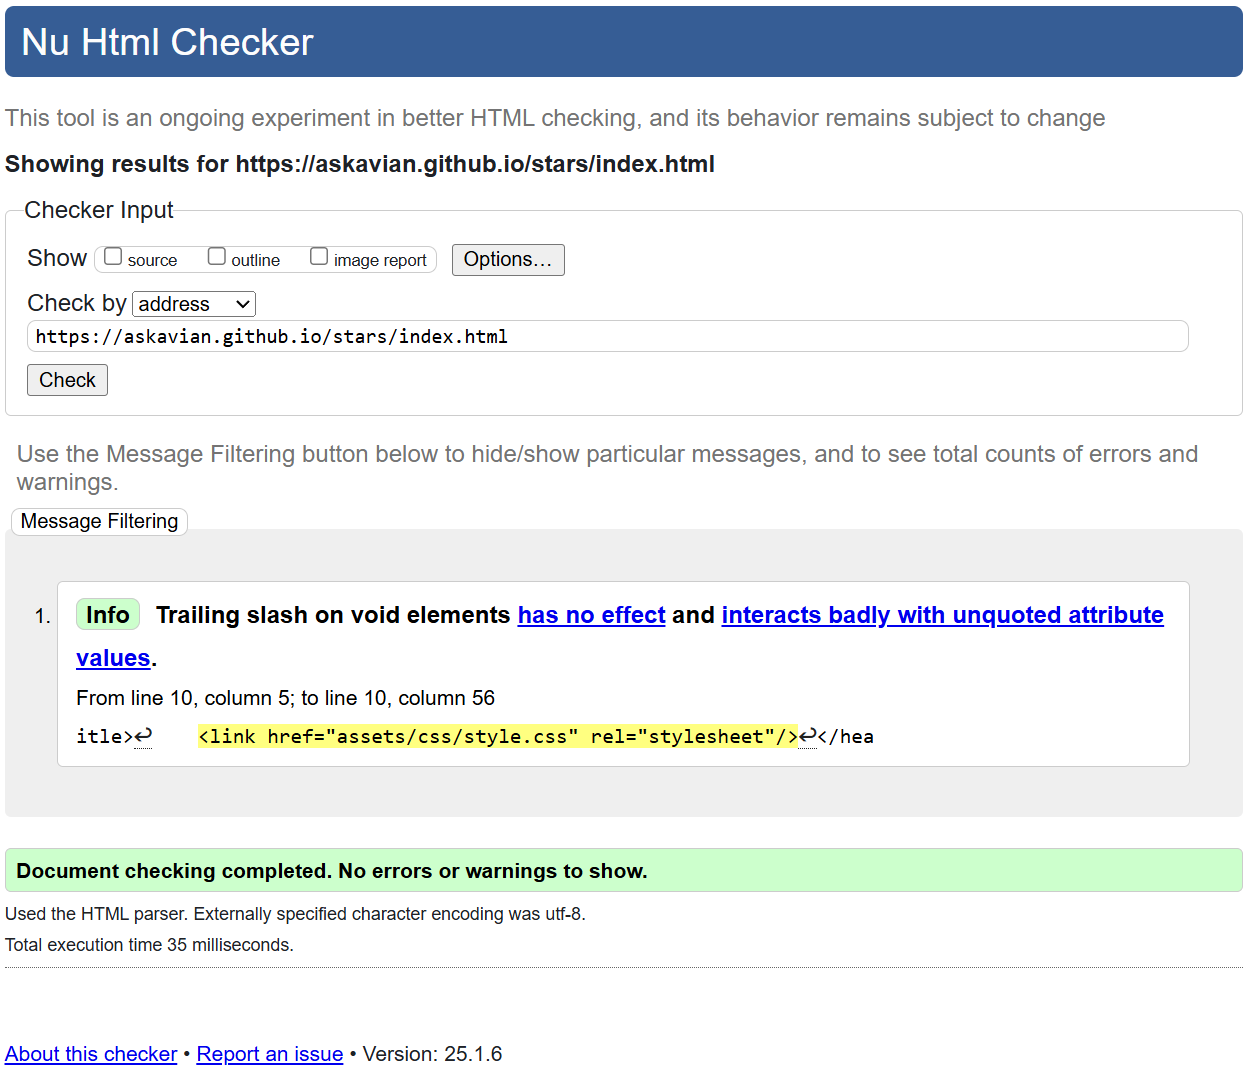 Nu Html Checker
This tool is an ongoing experiment in better HTML checking, and its behavior remains subject to change
Showing results for https://askavian.github.io/stars/index.html
Checker Input
Show source outline image report Options...
Check by address
https://askavian.github.io/stars/index.html
Check
Use the Message Filtering button below to hide/show particular messages, and to see total counts of errors and
warnings.
Message Filtering
1. Info Trailing slash on void elements has no effect and interacts badly with unquoted attribute
values.
From line 10, column 5; to line 10, column 56
itle>↩    <link href="assets/css/style.css" rel="stylesheet"/>↩</hea
Document checking completed. No errors or warnings to show.
Used the HTML parser. Externally specified character encoding was utf-8.
Total execution time 35 milliseconds.
About this checker • Report an issue • Version: 25.1.6